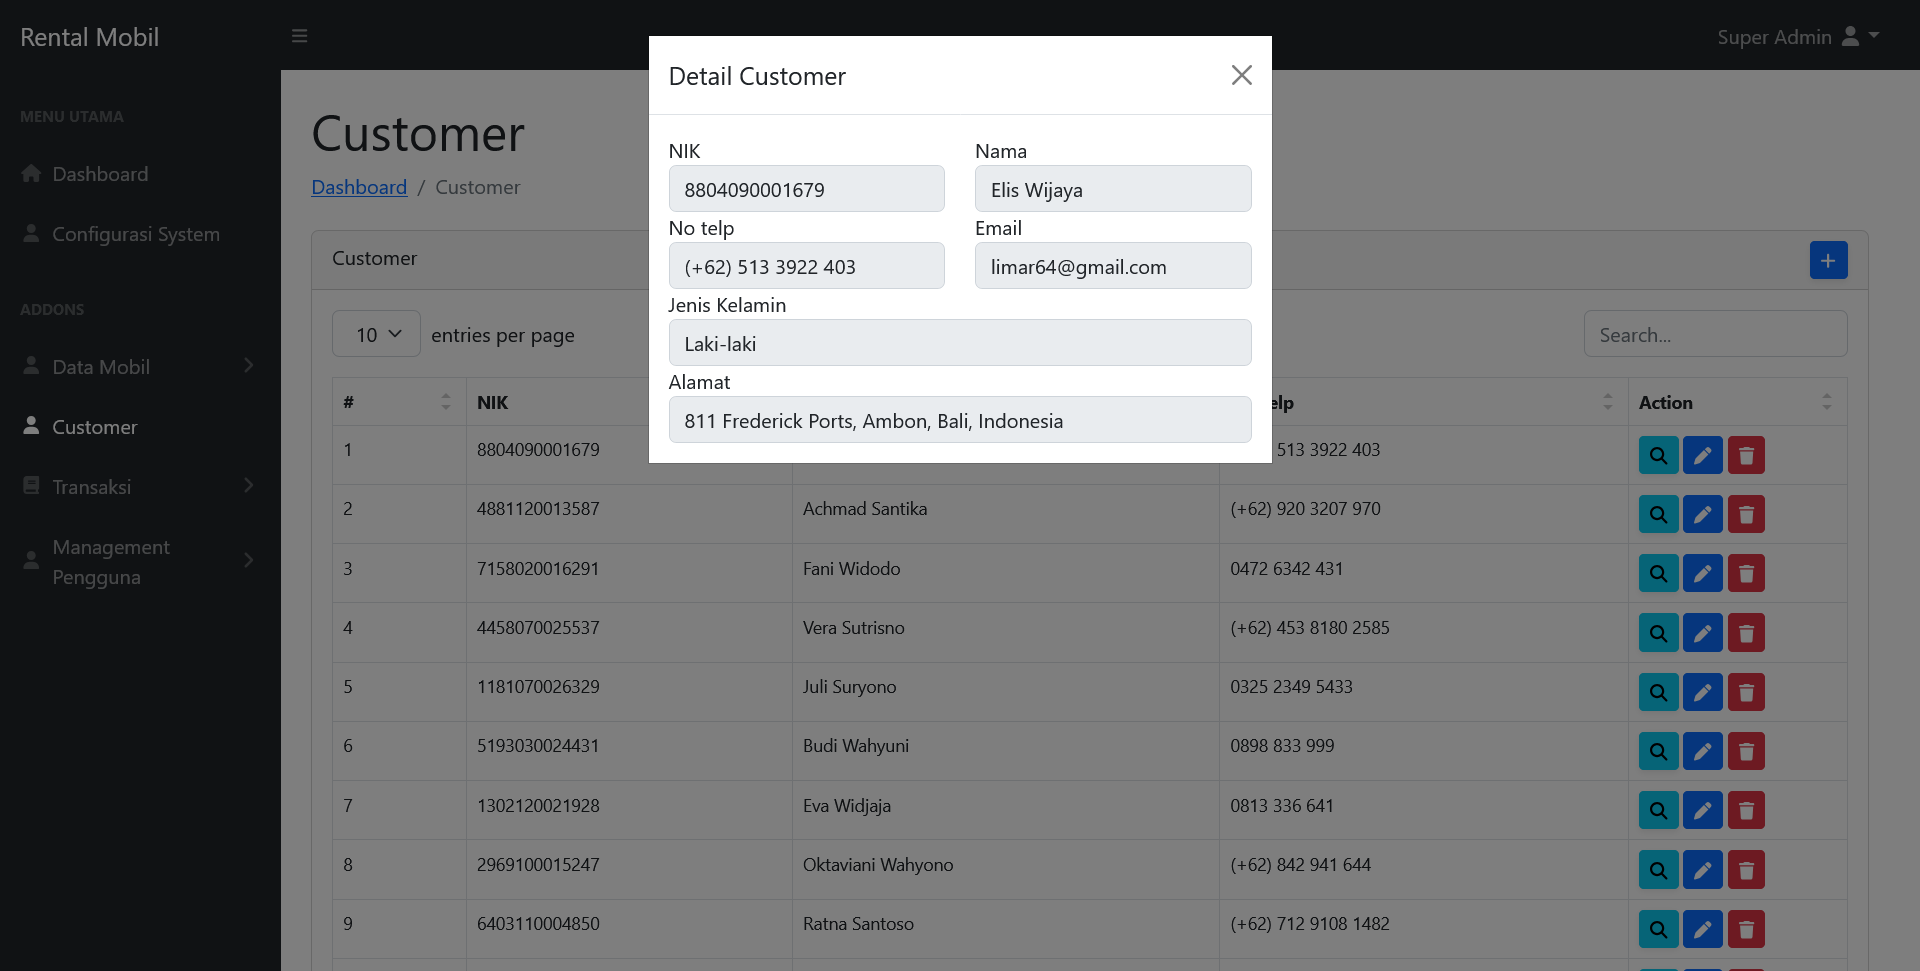 Rental Mobil
Super Admin
MENU UTAMA
Dashboard
Configurasi System
ADDONS
Data Mobil
Customer
Transaksi
Management
Pengguna
Customer
Dashboard / Customer
Customer
10 entries per page
Search...
# NIK elp Action
1 8804090001679 513 3922 403
2 4881120013587 Achmad Santika (+62) 920 3207 970
3 7158020016291 Fani Widodo 0472 6342 431
4 4458070025537 Vera Sutrisno (+62) 453 8180 2585
5 1181070026329 Juli Suryono 0325 2349 5433
6 5193030024431 Budi Wahyuni 0898 833 999
7 1302120021928 Eva Widjaja 0813 336 641
8 2969100015247 Oktaviani Wahyono (+62) 842 941 644
9 6403110004850 Ratna Santoso (+62) 712 9108 1482
Detail Customer
NIK Nama
8804090001679 Elis Wijaya
No telp Email
(+62) 513 3922 403 limar64@gmail.com
Jenis Kelamin
Laki-laki
Alamat
811 Frederick Ports, Ambon, Bali, Indonesia